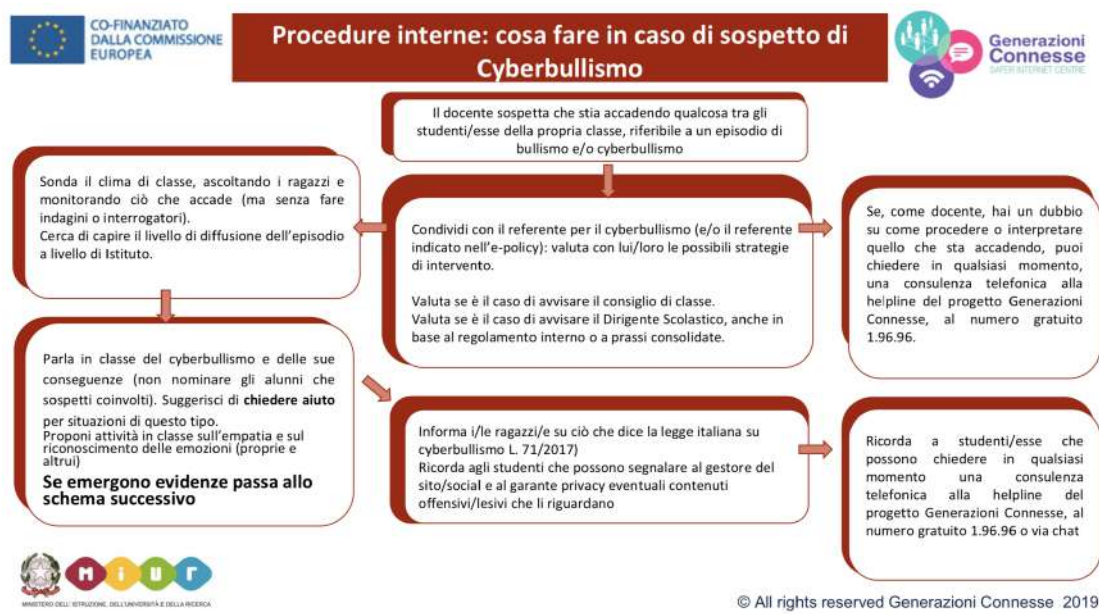 CO-FINANZIATO
DALLA COMMISSIONE
EUROPEA
Procedure interne: cosa fare in caso di sospetto di
Cyberbullismo
Generazioni
Connesse
SAFER INTERNET CENTRE
Il docente sospetta che stia accadendo qualcosa tra gli
studenti/esse della propria classe, riferibile a un episodio di
bullismo e/o cyberbullismo
Sonda il clima di classe, ascoltando i ragazzi e
monitorando ciò che accade (ma senza fare
indagini o interrogatori).
Cerca di capire il livello di diffusione dell'episodio
a livello di Istituto.
Condividi con il referente per il cyberbullismo (e/o il referente
indicato nell'e-policy): valuta con lui/loro le possibili strategie
di intervento.
Valuta se è il caso di avvisare il consiglio di classe.
Valuta se è il caso di avvisare il Dirigente Scolastico, anche in
base al regolamento interno o a prassi consolidate.
Se, come docente, hai un dubbio
su come procedere o interpretare
quello che sta accadendo, puoi
chiedere in qualsiasi momento,
una consulenza telefonica alla
helpline del progetto Generazioni
Connesse, al numero gratuito
1.96.96.
Parla in classe del cyberbullismo e delle sue
conseguenze (non nominare gli alunni che
sospetti coinvolti). Suggerisci di chiedere aiuto
per situazioni di questo tipo.
Proponi attività in classe sull'empatia e sul
riconoscimento delle emozioni (proprie e
altrui)
Se emergono evidenze passa allo
schema successivo
Informa i/le ragazzi/e su ciò che dice la legge italiana su
cyberbullismo L. 71/2017)
Ricorda agli studenti che possono segnalare al gestore del
sito/social e al garante privacy eventuali contenuti
offensivi/lesivi che li riguardano
Ricorda a studenti/esse che
possono chiedere in qualsiasi
momento una consulenza
telefonica alla helpline del
progetto Generazioni Connesse, al
numero gratuito 1.96.96 o via chat
MIUR
MINISTERO DELL'ISTRUZIONE, DELL'UNIVERSITÀ E DELLA RICERCA
© All rights reserved Generazioni Connesse 2019